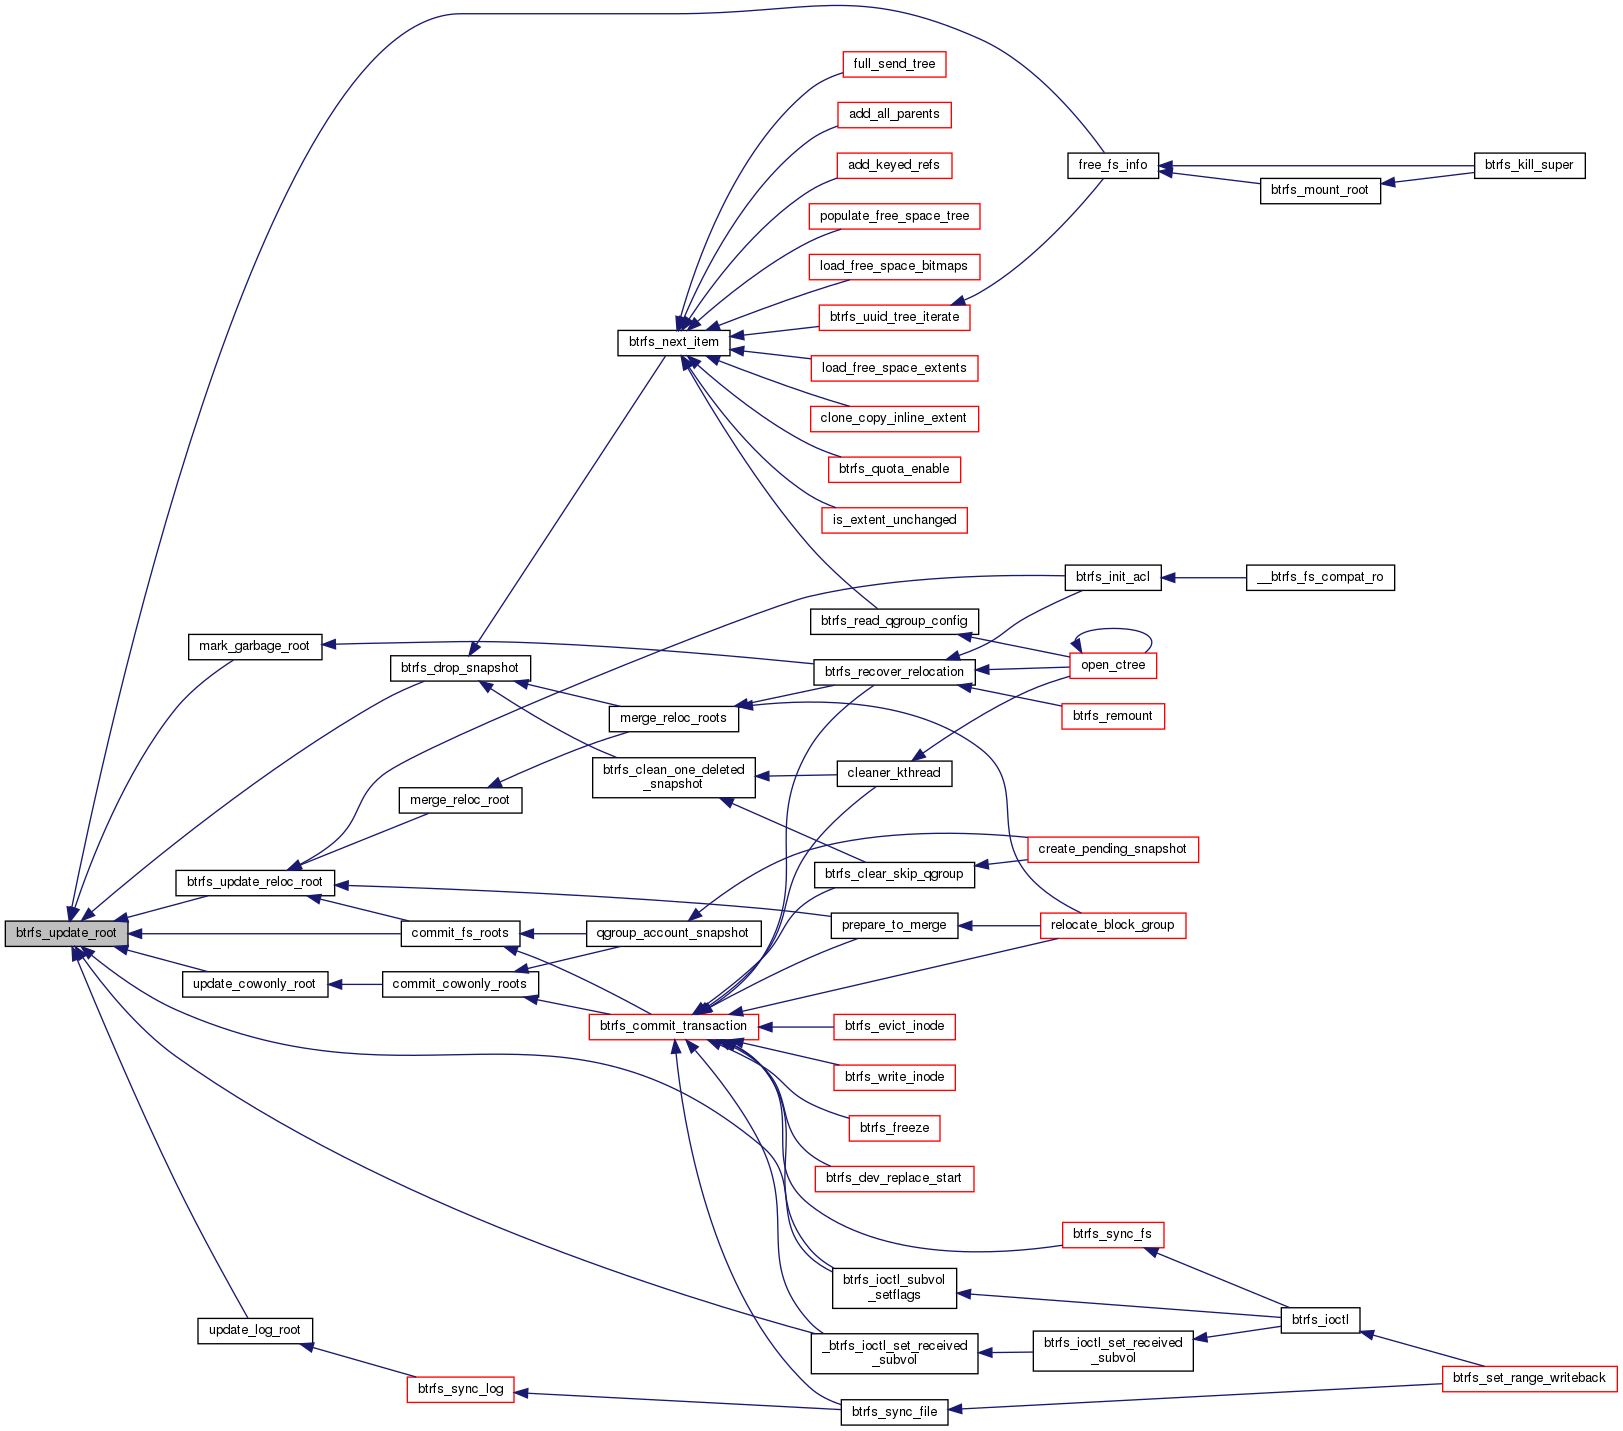 full_send_tree
add_all_parents
add_keyed_refs
free_fs_info
btrfs_kill_super
btrfs_mount_root
populate_free_space_tree
load_free_space_bitmaps
btrfs_uuid_tree_iterate
btrfs_next_item
load_free_space_extents
clone_copy_inline_extent
btrfs_quota_enable
is_extent_unchanged
btrfs_init_acl
__btrfs_fs_compat_ro
btrfs_read_qgroup_config
mark_garbage_root
btrfs_drop_snapshot
btrfs_recover_relocation
open_ctree
merge_reloc_roots
btrfs_remount
btrfs_clean_one_deleted
_snapshot
cleaner_kthread
merge_reloc_root
create_pending_snapshot
btrfs_update_reloc_root
btrfs_clear_skip_qgroup
btrfs_update_root
commit_fs_roots
qgroup_account_snapshot
prepare_to_merge
relocate_block_group
update_cowonly_root
commit_cowonly_roots
btrfs_commit_transaction
btrfs_evict_inode
btrfs_write_inode
btrfs_freeze
btrfs_dev_replace_start
btrfs_sync_fs
btrfs_ioctl_subvol
_setflags
btrfs_ioctl
update_log_root
_btrfs_ioctl_set_received
_subvol
btrfs_ioctl_set_received
_subvol
btrfs_set_range_writeback
btrfs_sync_log
btrfs_sync_file